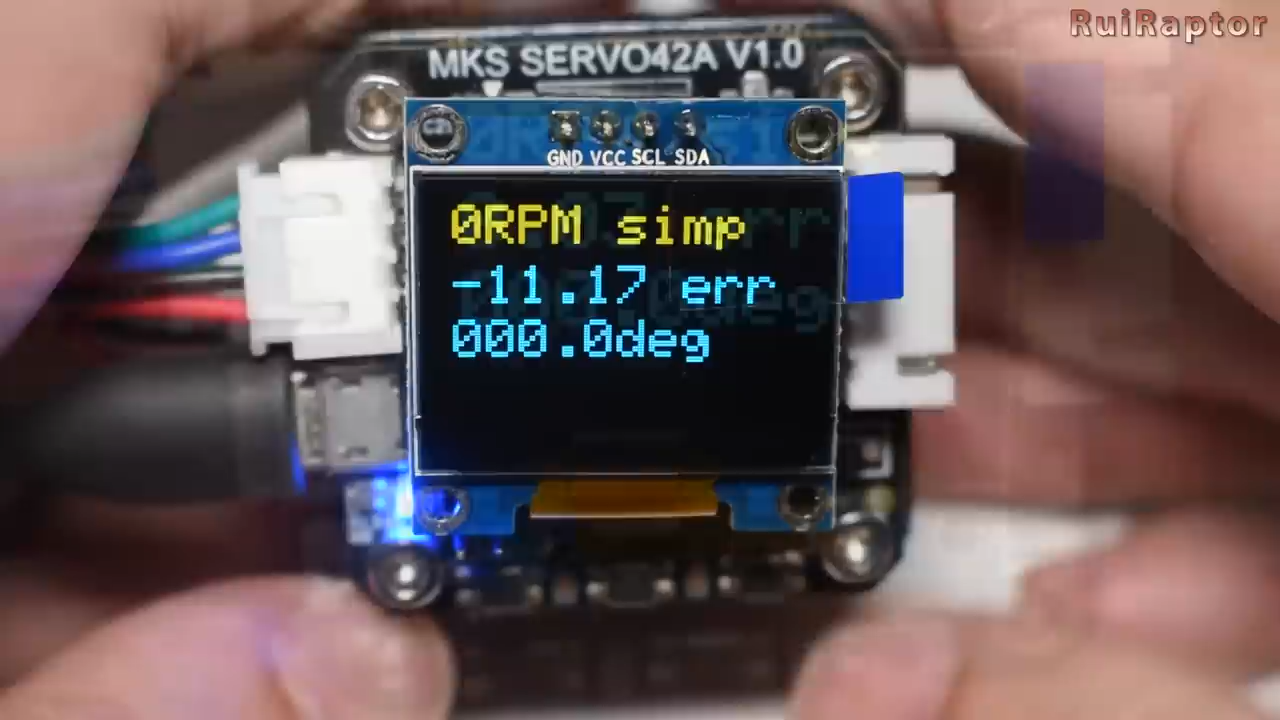 RuiRaptor
MKS SERVO42A V1.0
GND VCC SCL SDA
0RPM simp
-11.17 err
000.0deg